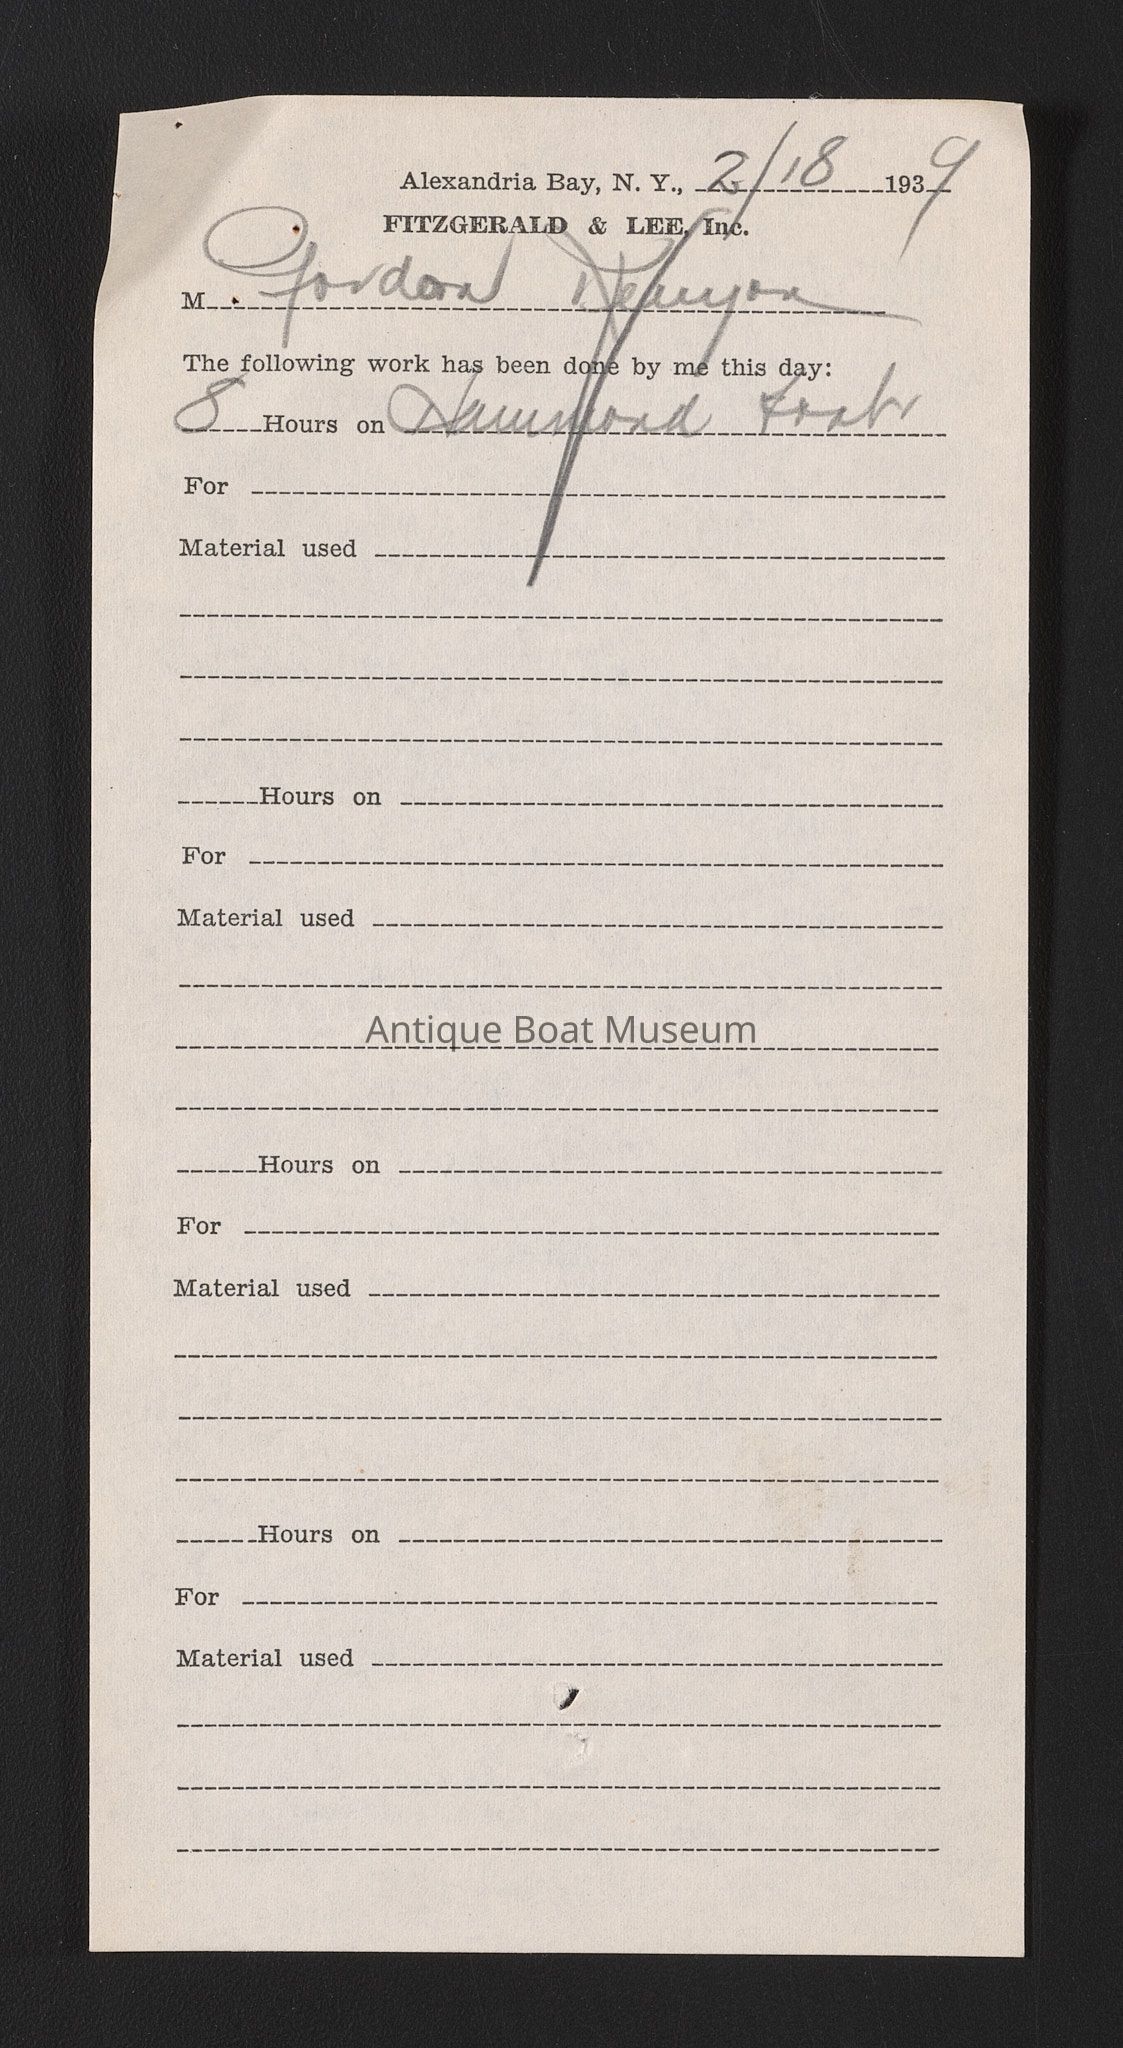 Alexandria Bay, N. Y., 2/18 1939
FITZGERALD & LEE, Inc.
M. Gordon Kenyon
The following work has been done by me this day:
8 Hours on Hammond
For
Material used
Hours on
For
Material used
Antique Boat Museum
Hours on
For
Material used
Hours on
For
Material used